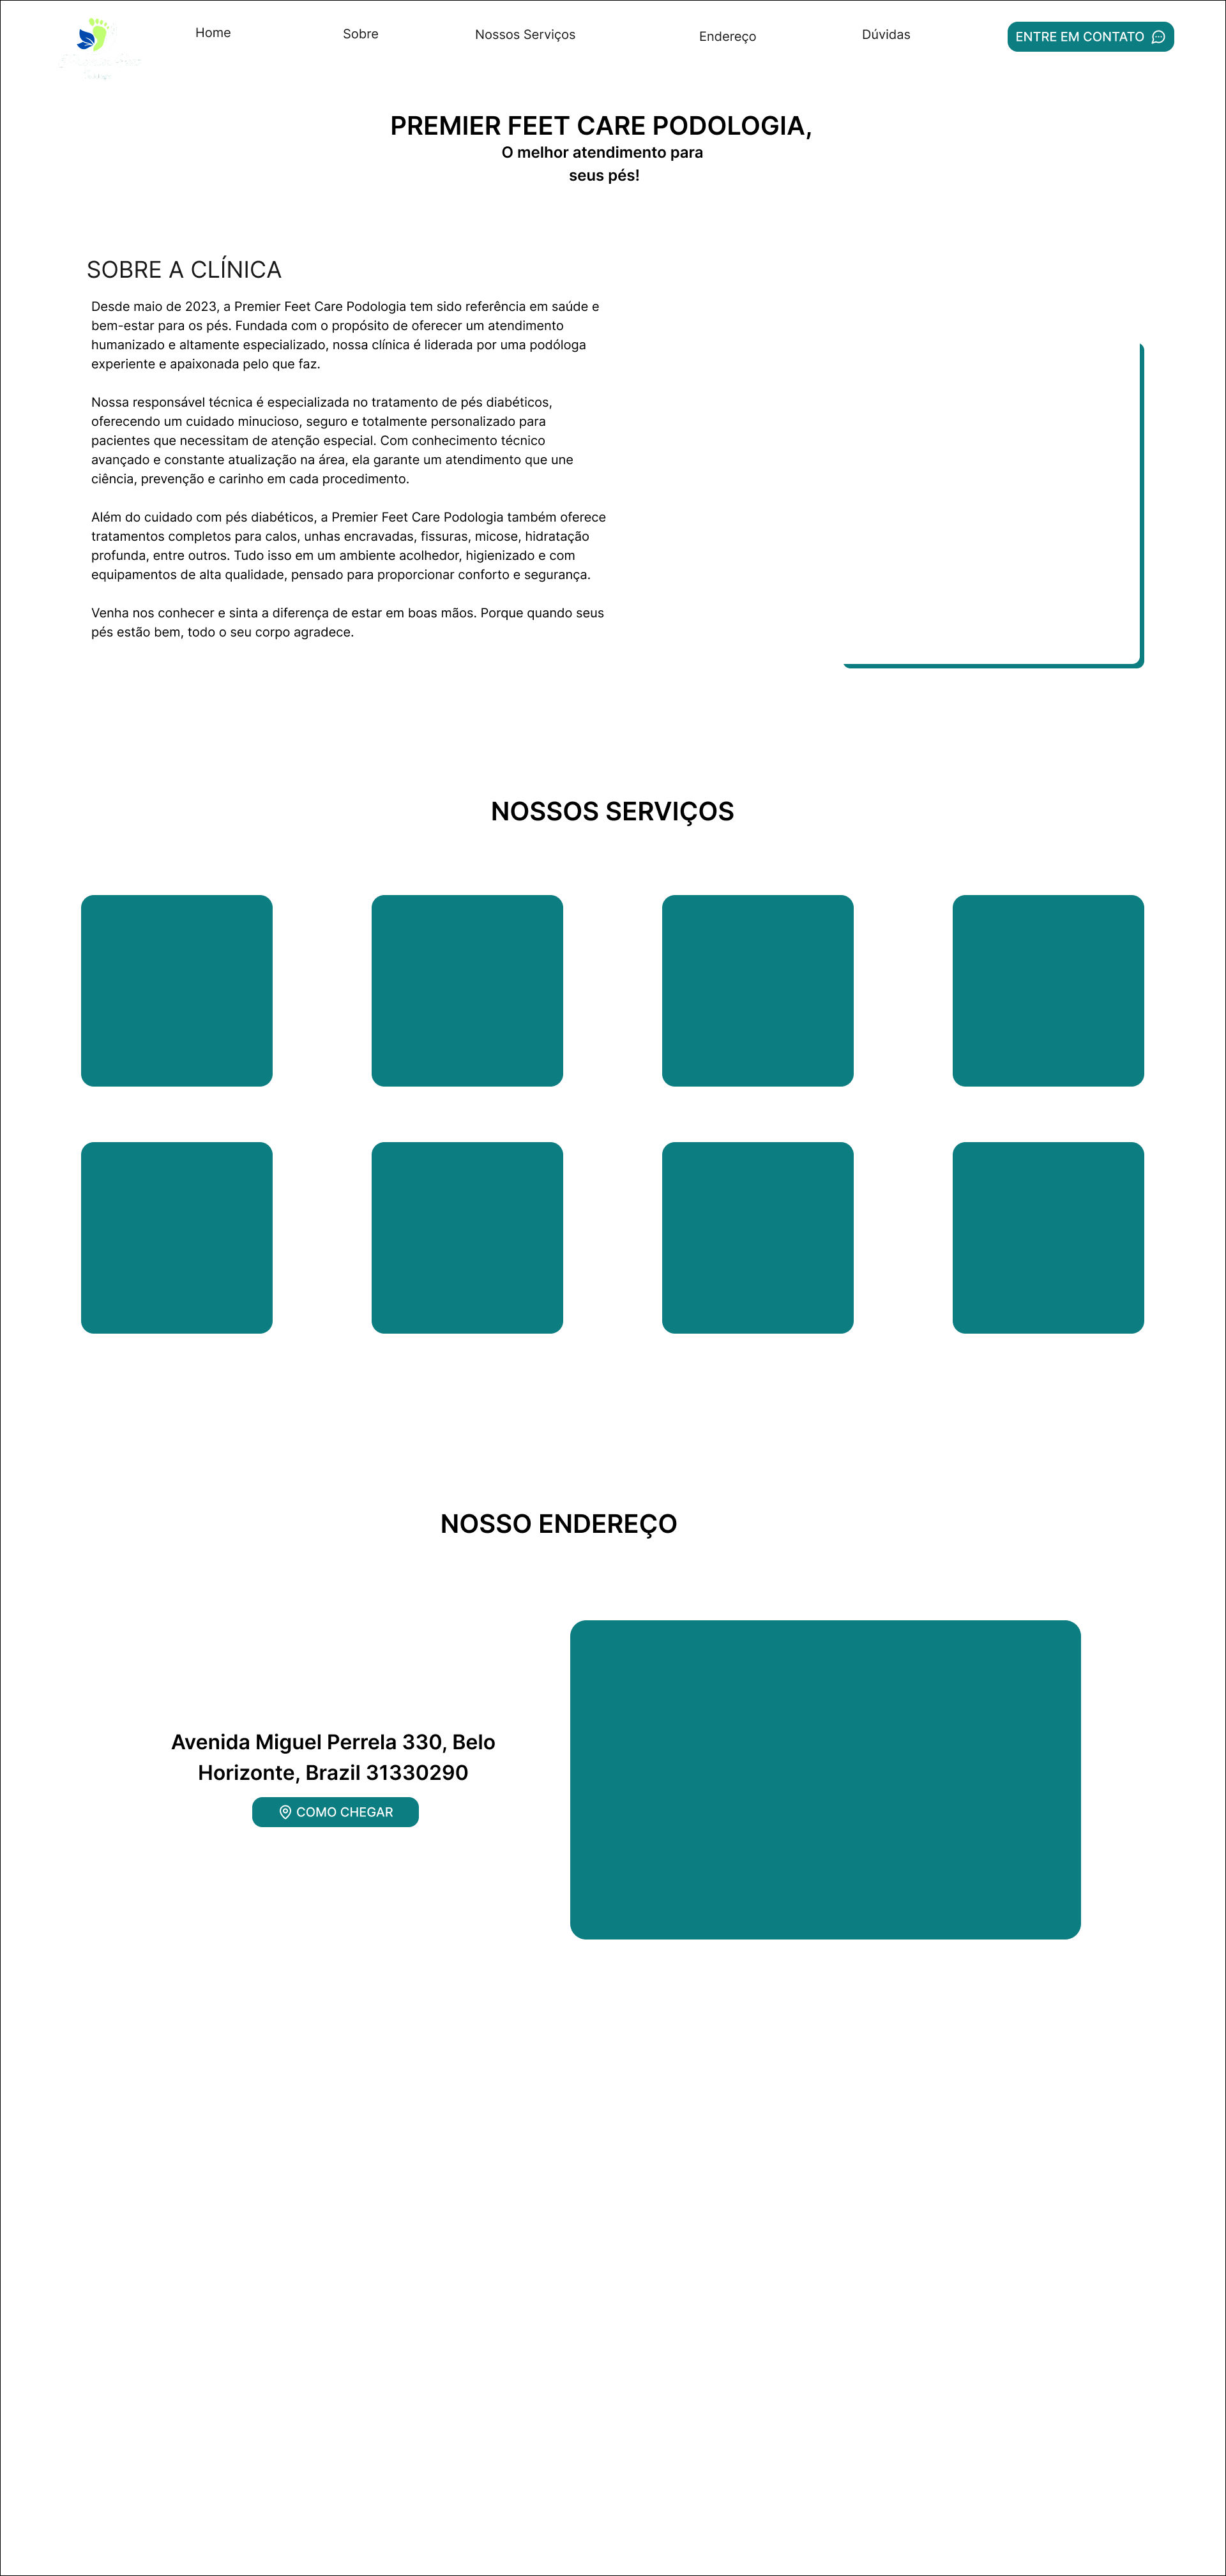 Home
Sobre
Nossos Serviços
Endereço
Dúvidas
ENTRE EM CONTATO
PREMIER FEET CARE PODOLOGIA,
O melhor atendimento para
seus pés!
SOBRE A CLÍNICA
Desde maio de 2023, a Premier Feet Care Podologia tem sido referência em saúde e
bem-estar para os pés. Fundada com o propósito de oferecer um atendimento
humanizado e altamente especializado, nossa clínica é liderada por uma podóloga
experiente e apaixonada pelo que faz.
Nossa responsável técnica é especializada no tratamento de pés diabéticos,
oferecendo um cuidado minucioso, seguro e totalmente personalizado para
pacientes que necessitam de atenção especial. Com conhecimento técnico
avançado e constante atualização na área, ela garante um atendimento que une
ciência, prevenção e carinho em cada procedimento.
Além do cuidado com pés diabéticos, a Premier Feet Care Podologia também oferece
tratamentos completos para calos, unhas encravadas, fissuras, micose, hidratação
profunda, entre outros. Tudo isso em um ambiente acolhedor, higienizado e com
equipamentos de alta qualidade, pensado para proporcionar conforto e segurança.
Venha nos conhecer e sinta a diferença de estar em boas mãos. Porque quando seus
pés estão bem, todo o seu corpo agradece.
NOSSOS SERVIÇOS
NOSSO ENDEREÇO
Avenida Miguel Perrela 330, Belo
Horizonte, Brazil 31330290
COMO CHEGAR